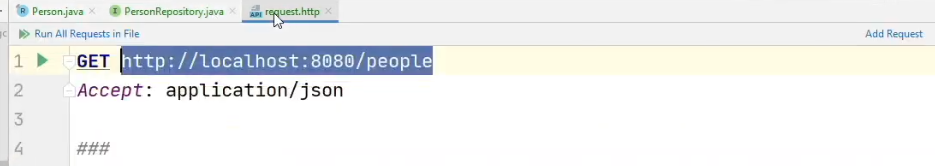 Person.java PersonRepository.java API request.http
Run All Requests in File Add Request
1 GET http://localhost:8080/people
2 Accept: application/json
3
4 ###